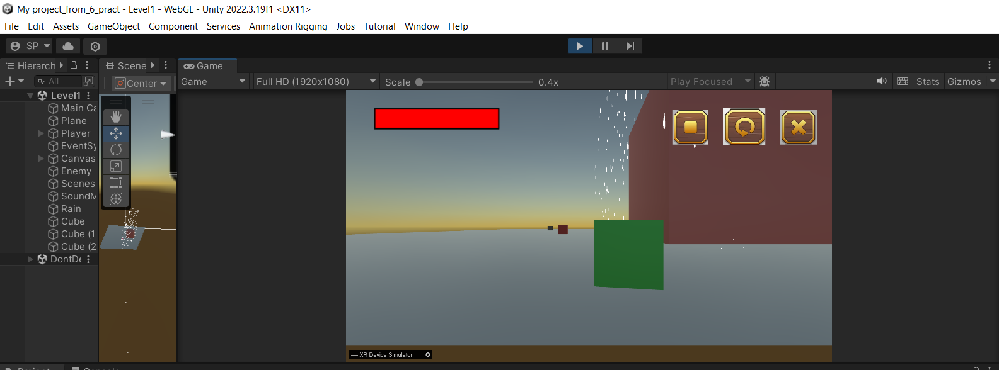 My project_from_6_pract - Level1 - WebGL - Unity 2022.3.19f1 <DX11>
File Edit Assets GameObject Component Services Animation Rigging Jobs Tutorial Window Help
SP
Hierarch Scene Game
All Center Game Full HD (1920x1080) Scale 0.4x Play Focused Stats Gizmos
Level1
Main Ca
Plane
Player
EventSy
Canvas
Enemy
Scenes
SoundM
Rain
Cube
Cube (1
Cube (2
DontDe
XR Device Simulator